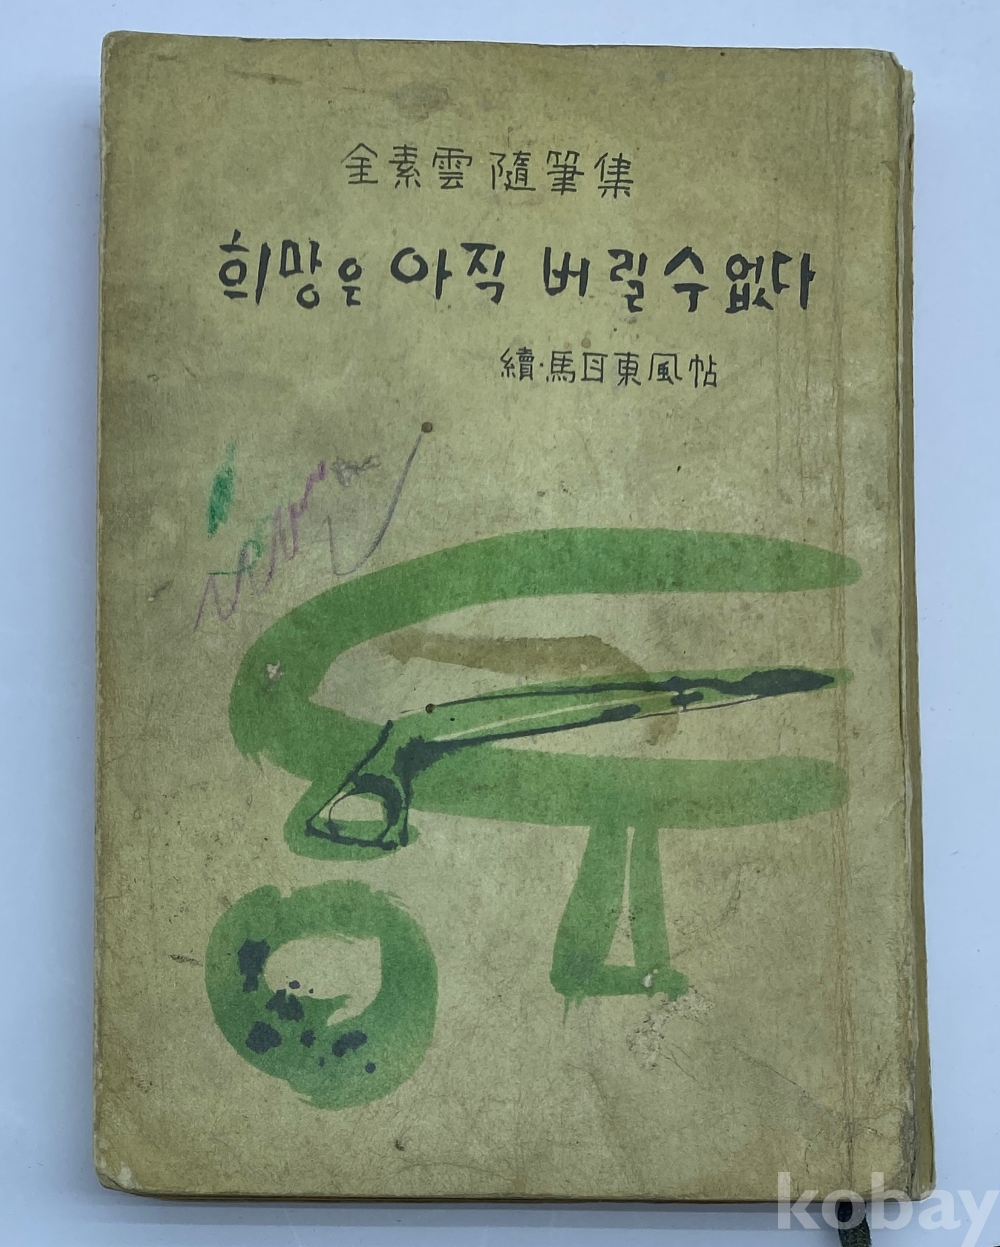 全素雲 隨筆集
희망은 아직 버릴 수 없다
續·馬耳東風帖
kobay